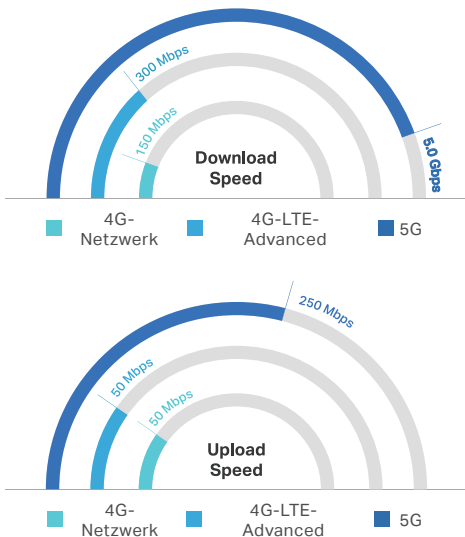 300 Mbps
150 Mbps
5.0 Gbps
Download
Speed
4G-
Netzwerk
4G-LTE-
Advanced
5G
250 Mbps
50 Mbps
50 Mbps
Upload
Speed
4G-
Netzwerk
4G-LTE-
Advanced
5G